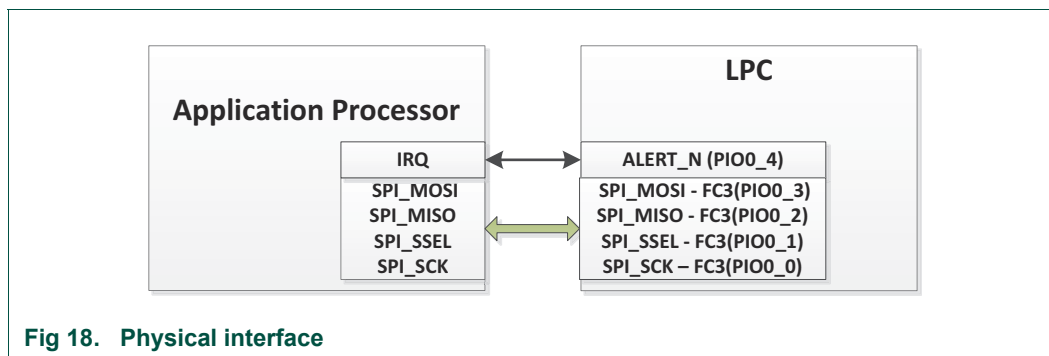 Application Processor
IRQ
SPI_MOSI
SPI_MISO
SPI_SSEL
SPI_SCK
LPC
ALERT_N (PIO0_4)
SPI_MOSI - FC3(PIO0_3)
SPI_MISO - FC3(PIO0_2)
SPI_SSEL - FC3(PIO0_1)
SPI_SCK – FC3(PIO0_0)
Fig 18. Physical interface